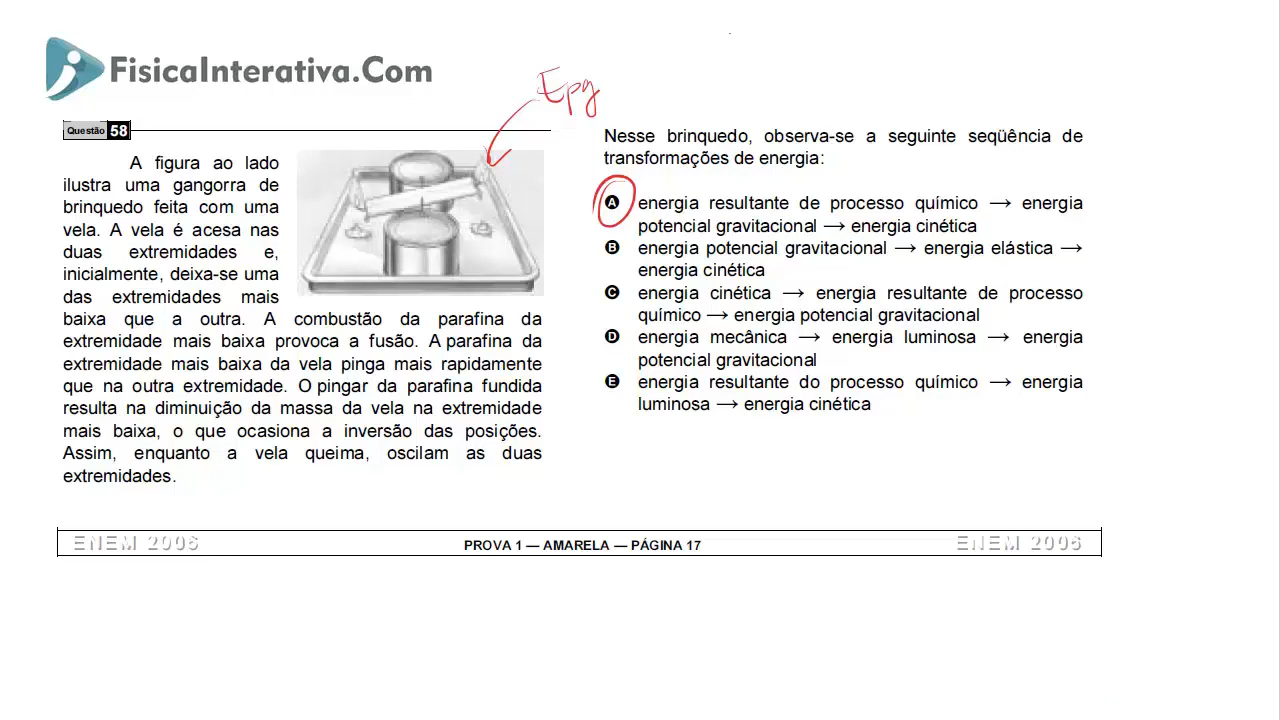 FisicaInterativa.Com
Epg
Questão 58
A figura ao lado
ilustra uma gangorra de
brinquedo feita com uma
vela. A vela é acesa nas
duas extremidades e,
inicialmente, deixa-se uma
das extremidades mais
baixa que a outra. A combustão da parafina da
extremidade mais baixa provoca a fusão. A parafina da
extremidade mais baixa da vela pinga mais rapidamente
que na outra extremidade. O pingar da parafina fundida
resulta na diminuição da massa da vela na extremidade
mais baixa, o que ocasiona a inversão das posições.
Assim, enquanto a vela queima, oscilam as duas
extremidades.
Nesse brinquedo, observa-se a seguinte seqüência de
transformações de energia:
A energia resultante de processo químico → energia
potencial gravitacional → energia cinética
B energia potencial gravitacional → energia elástica →
energia cinética
C energia cinética → energia resultante de processo
químico → energia potencial gravitacional
D energia mecânica → energia luminosa → energia
potencial gravitacional
E energia resultante do processo químico → energia
luminosa → energia cinética
ENEM 2006 PROVA 1 — AMARELA — PÁGINA 17 ENEM 2006